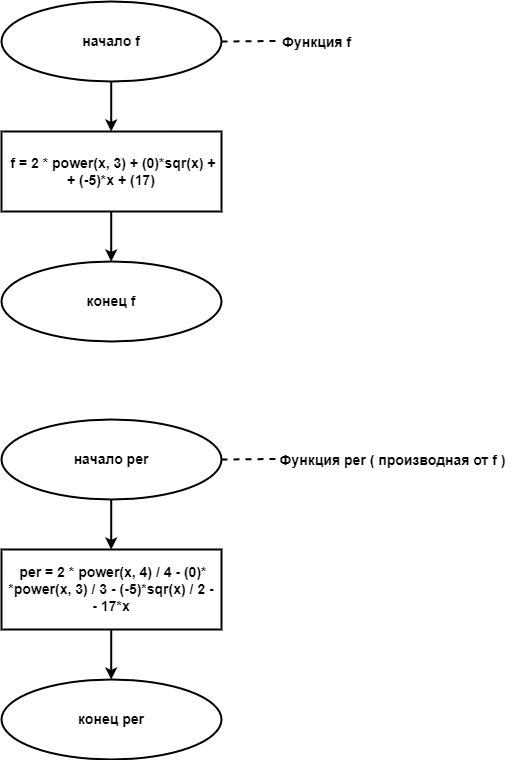 начало f
Функция f
f = 2 * power(x, 3) + (0)*sqr(x) +
+ (-5)*x + (17)
конец f
начало per
Функция per ( производная от f )
per = 2 * power(x, 4) / 4 - (0)*
*power(x, 3) / 3 - (-5)*sqr(x) / 2 -
- 17*x
конец per